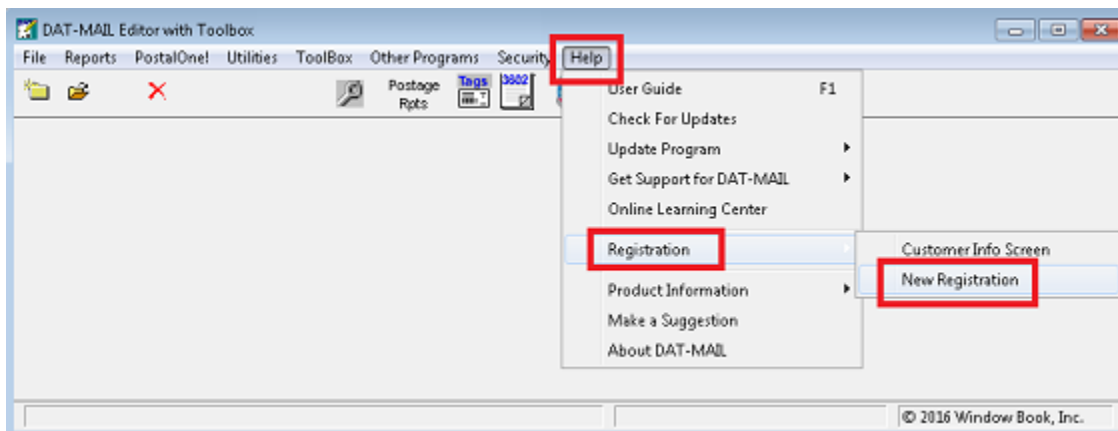 DAT-MAIL Editor with Toolbox
File Reports PostalOne! Utilities ToolBox Other Programs Security Help
Postage Rpts
Tags
3602
User Guide F1
Check For Updates
Update Program
Get Support for DAT-MAIL
Online Learning Center
Registration
Customer Info Screen
New Registration
Product Information
Make a Suggestion
About DAT-MAIL
© 2016 Window Book, Inc.